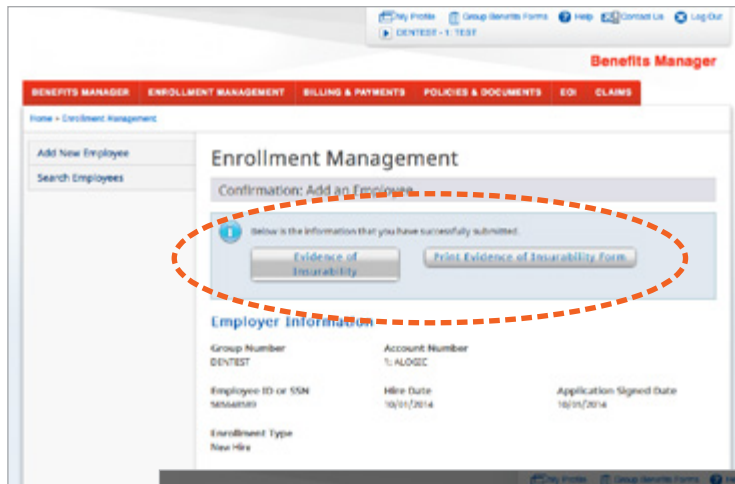 My Profile Group Benefits Forms Help Contact Us Log Out
DENTEST - 1: TEST
Benefits Manager
BENEFITS MANAGER ENROLLMENT MANAGEMENT BILLING & PAYMENTS POLICIES & DOCUMENTS EOI CLAIMS
Home » Enrollment Management
Add New Employee
Search Employees
Enrollment Management
Confirmation: Add an Employee
Below is the information that you have successfully submitted.
Evidence of
Insurability
Print Evidence of Insurability Form
Employer Information
Group Number Account Number
DENTEST 1: ALOGIC
Employee ID or SSN Hire Date Application Signed Date
10/01/2014 10/01/2014
Enrollment Type
New Hire
My Profile Group Benefits Forms